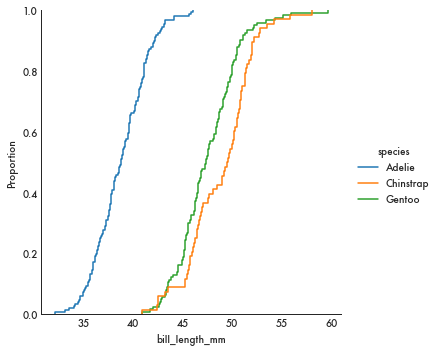 1.0
0.8
0.6
0.4
0.2
0.0
Proportion
35 40 45 50 55 60
bill_length_mm
species
Adelie
Chinstrap
Gentoo